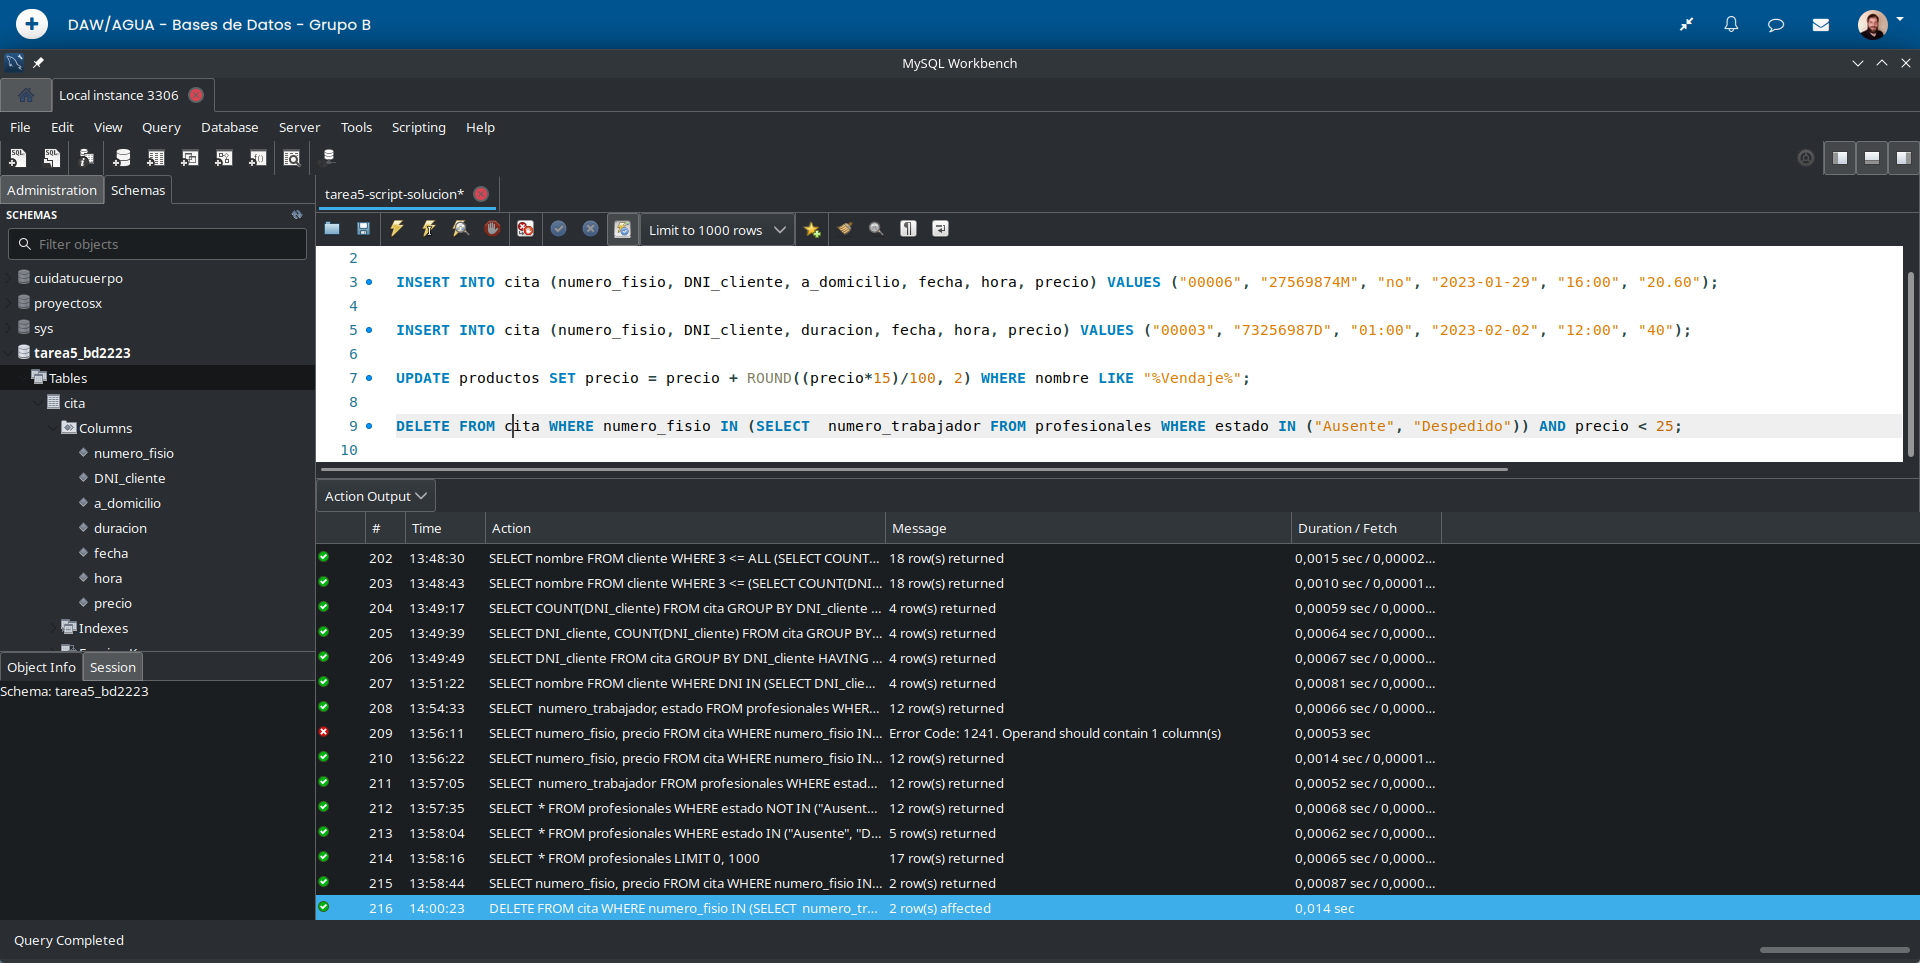 DAW/AGUA - Bases de Datos - Grupo B
MySQL Workbench
Local instance 3306
File Edit View Query Database Server Tools Scripting Help
Administration Schemas
SCHEMAS
Filter objects
cuidatucuerpo
proyectosx
sys
tarea5_bd2223
Tables
cita
Columns
numero_fisio
DNI_cliente
a_domicilio
duracion
fecha
hora
precio
Indexes
Object Info Session
Schema: tarea5_bd2223
tarea5-script-solucion*
Limit to 1000 rows
2
3 INSERT INTO cita (numero_fisio, DNI_cliente, a_domicilio, fecha, hora, precio) VALUES ("00006", "27569874M", "no", "2023-01-29", "16:00", "20.60");
4
5 INSERT INTO cita (numero_fisio, DNI_cliente, duracion, fecha, hora, precio) VALUES ("00003", "73256987D", "01:00", "2023-02-02", "12:00", "40");
6
7 UPDATE productos SET precio = precio + ROUND((precio*15)/100, 2) WHERE nombre LIKE "%Vendaje%";
8
9 DELETE FROM cita WHERE numero_fisio IN (SELECT  numero_trabajador FROM profesionales WHERE estado IN ("Ausente", "Despedido")) AND precio < 25;
10
Action Output
# Time Action Message Duration / Fetch
202 13:48:30 SELECT nombre FROM cliente WHERE 3 <= ALL (SELECT COUNT... 18 row(s) returned 0,0015 sec / 0,00002...
203 13:48:43 SELECT nombre FROM cliente WHERE 3 <= (SELECT COUNT(DNI... 18 row(s) returned 0,0010 sec / 0,00001...
204 13:49:17 SELECT COUNT(DNI_cliente) FROM cita GROUP BY DNI_cliente ... 4 row(s) returned 0,00059 sec / 0,0000...
205 13:49:39 SELECT DNI_cliente, COUNT(DNI_cliente) FROM cita GROUP BY... 4 row(s) returned 0,00064 sec / 0,0000...
206 13:49:49 SELECT DNI_cliente FROM cita GROUP BY DNI_cliente HAVING ... 4 row(s) returned 0,00067 sec / 0,0000...
207 13:51:22 SELECT nombre FROM cliente WHERE DNI IN (SELECT DNI_clie... 4 row(s) returned 0,00081 sec / 0,0000...
208 13:54:33 SELECT  numero_trabajador, estado FROM profesionales WHER... 12 row(s) returned 0,00066 sec / 0,0000...
209 13:56:11 SELECT numero_fisio, precio FROM cita WHERE numero_fisio IN... Error Code: 1241. Operand should contain 1 column(s) 0,00053 sec
210 13:56:22 SELECT numero_fisio, precio FROM cita WHERE numero_fisio IN... 12 row(s) returned 0,0014 sec / 0,00001...
211 13:57:05 SELECT  numero_trabajador FROM profesionales WHERE estad... 12 row(s) returned 0,00052 sec / 0,0000...
212 13:57:35 SELECT  * FROM profesionales WHERE estado NOT IN ("Ausent... 12 row(s) returned 0,00068 sec / 0,0000...
213 13:58:04 SELECT  * FROM profesionales WHERE estado IN ("Ausente", "D... 5 row(s) returned 0,00062 sec / 0,0000...
214 13:58:16 SELECT  * FROM profesionales LIMIT 0, 1000 17 row(s) returned 0,00065 sec / 0,0000...
215 13:58:44 SELECT numero_fisio, precio FROM cita WHERE numero_fisio IN... 2 row(s) returned 0,00087 sec / 0,0000...
216 14:00:23 DELETE FROM cita WHERE numero_fisio IN (SELECT  numero_tr... 2 row(s) affected 0,014 sec
Query Completed